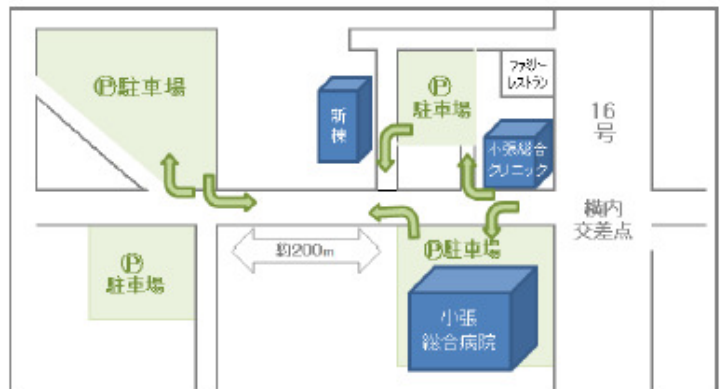 Ⓟ駐車場
新
棟
Ⓟ
駐車場
ファミリー
レストラン
小張総合
クリニック
16
号
横内
交差点
約200m
Ⓟ
駐車場
Ⓟ駐車場
小張
総合病院